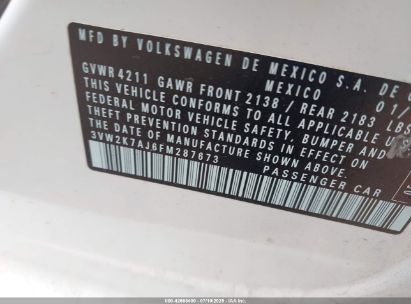 MFD BY VOLKSWAGEN DE MEXICO S.A. DE
MEXICO 01/
GVWR 4211 GAWR FRONT 2138 / REAR 2183 LBS
THIS VEHICLE CONFORMS TO ALL APPLICABLE
FEDERAL MOTOR VEHICLE SAFETY, BUMPER AND
THEFT PREVENTION STANDARDS IN EFFECT ON
THE DATE OF MANUFACTURE SHOWN ABOVE.
3VW2K7AJ6FM287673
PASSENGER CAR